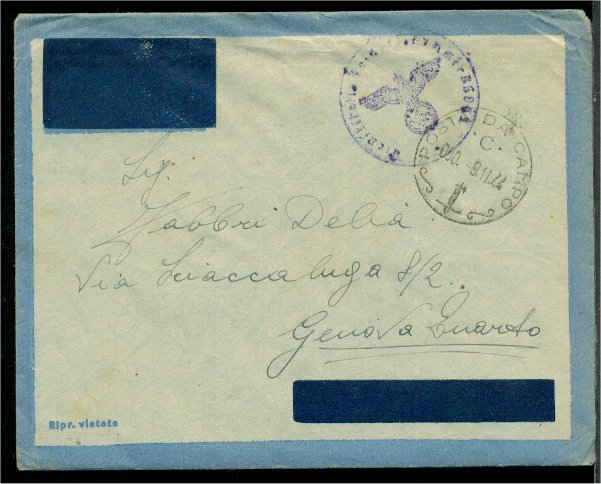 POSTA DA CAMPO
C.
9.11.44
Sig.
Fabbri Delia
Via Sciaccaluga 8/2.
Genova Quarto
Ripr. vietata